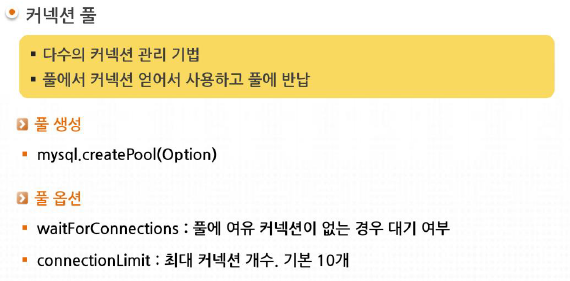 커넥션 풀
▪ 다수의 커넥션 관리 기법
▪ 풀에서 커넥션 얻어서 사용하고 풀에 반납
풀 생성
▪ mysql.createPool(Option)
풀 옵션
▪ waitForConnections : 풀에 여유 커넥션이 없는 경우 대기 여부
▪ connectionLimit : 최대 커넥션 개수. 기본 10개